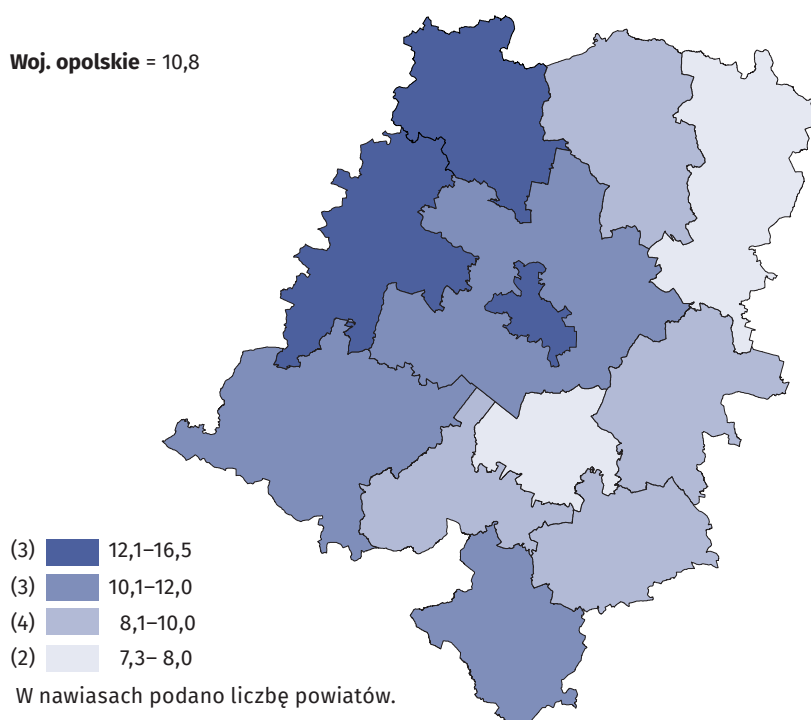 Woj. opolskie = 10,8
(3) 12,1–16,5
(3) 10,1–12,0
(4) 8,1–10,0
(2) 7,3– 8,0
W nawiasach podano liczbę powiatów.